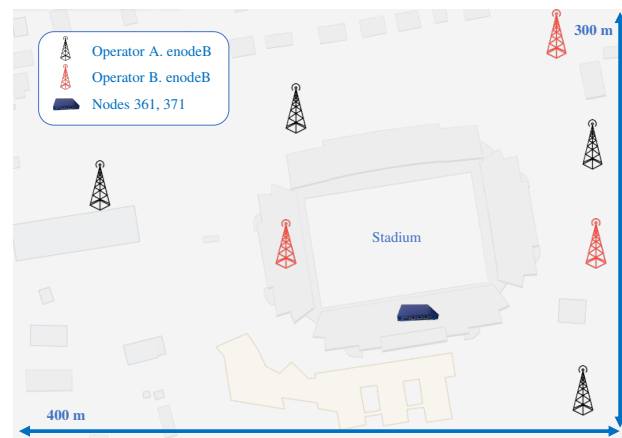 Operator A. enodeB
Operator B. enodeB
Nodes 361, 371
300 m
Stadium
400 m